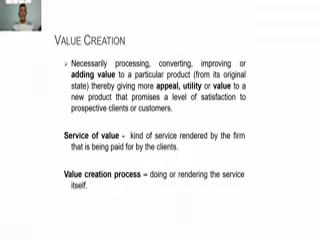 VALUE CREATION
Necessarily processing, converting, improving or
adding value to a particular product (from its original
state) thereby giving more appeal, utility or value to a
new product that promises a level of satisfaction to
prospective clients or customers.
Service of value - kind of service rendered by the firm
that is being paid for by the clients.
Value creation process – doing or rendering the service
itself.